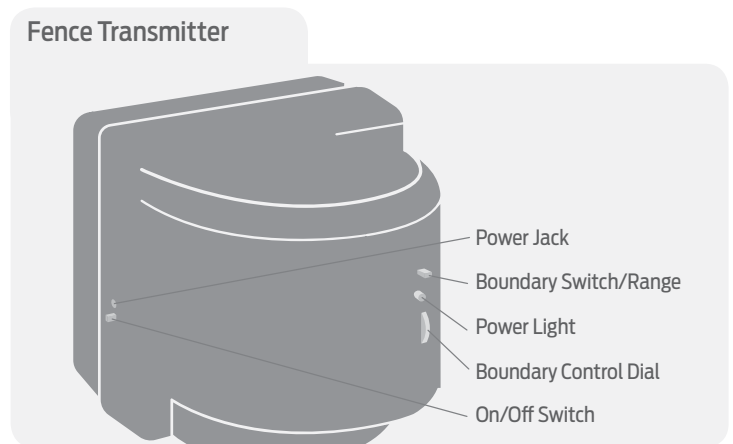 Fence Transmitter
Power Jack
Boundary Switch/Range
Power Light
Boundary Control Dial
On/Off Switch